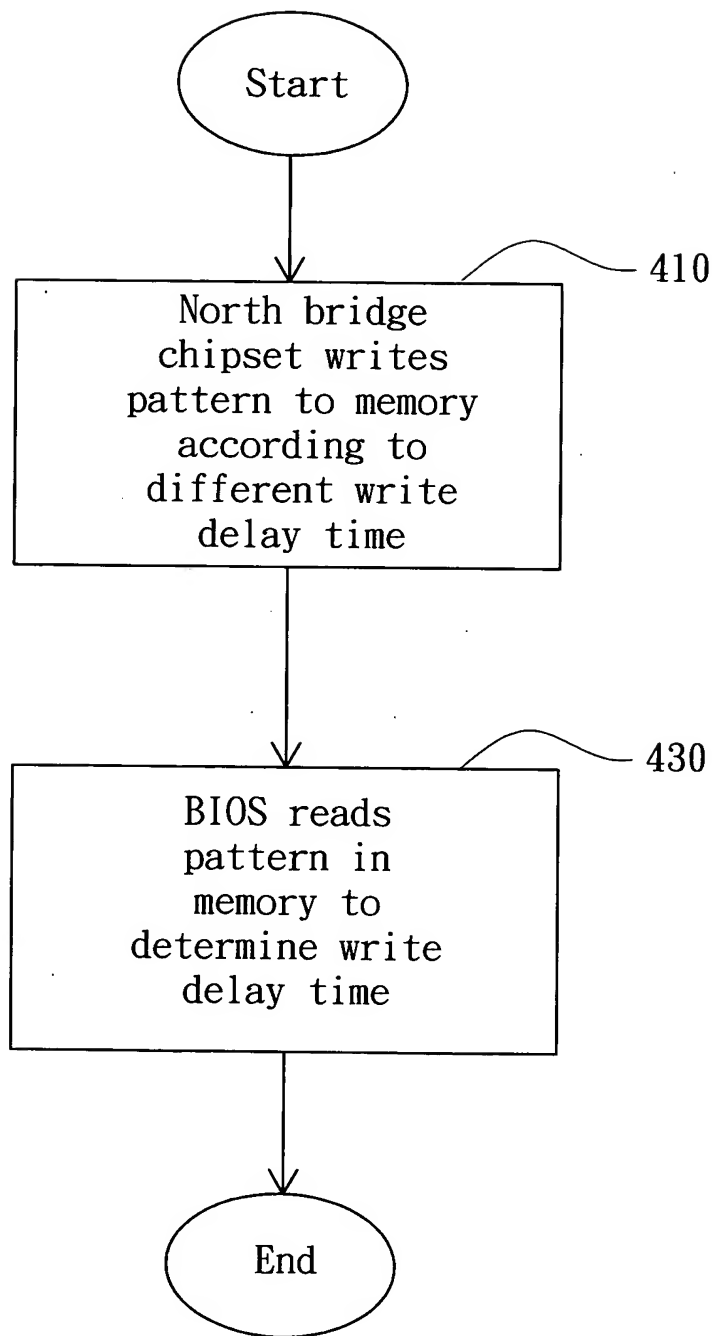 Start
410
North bridge
chipset writes
pattern to memory
according to
different write
delay time
430
BIOS reads
pattern in
memory to
determine write
delay time
End